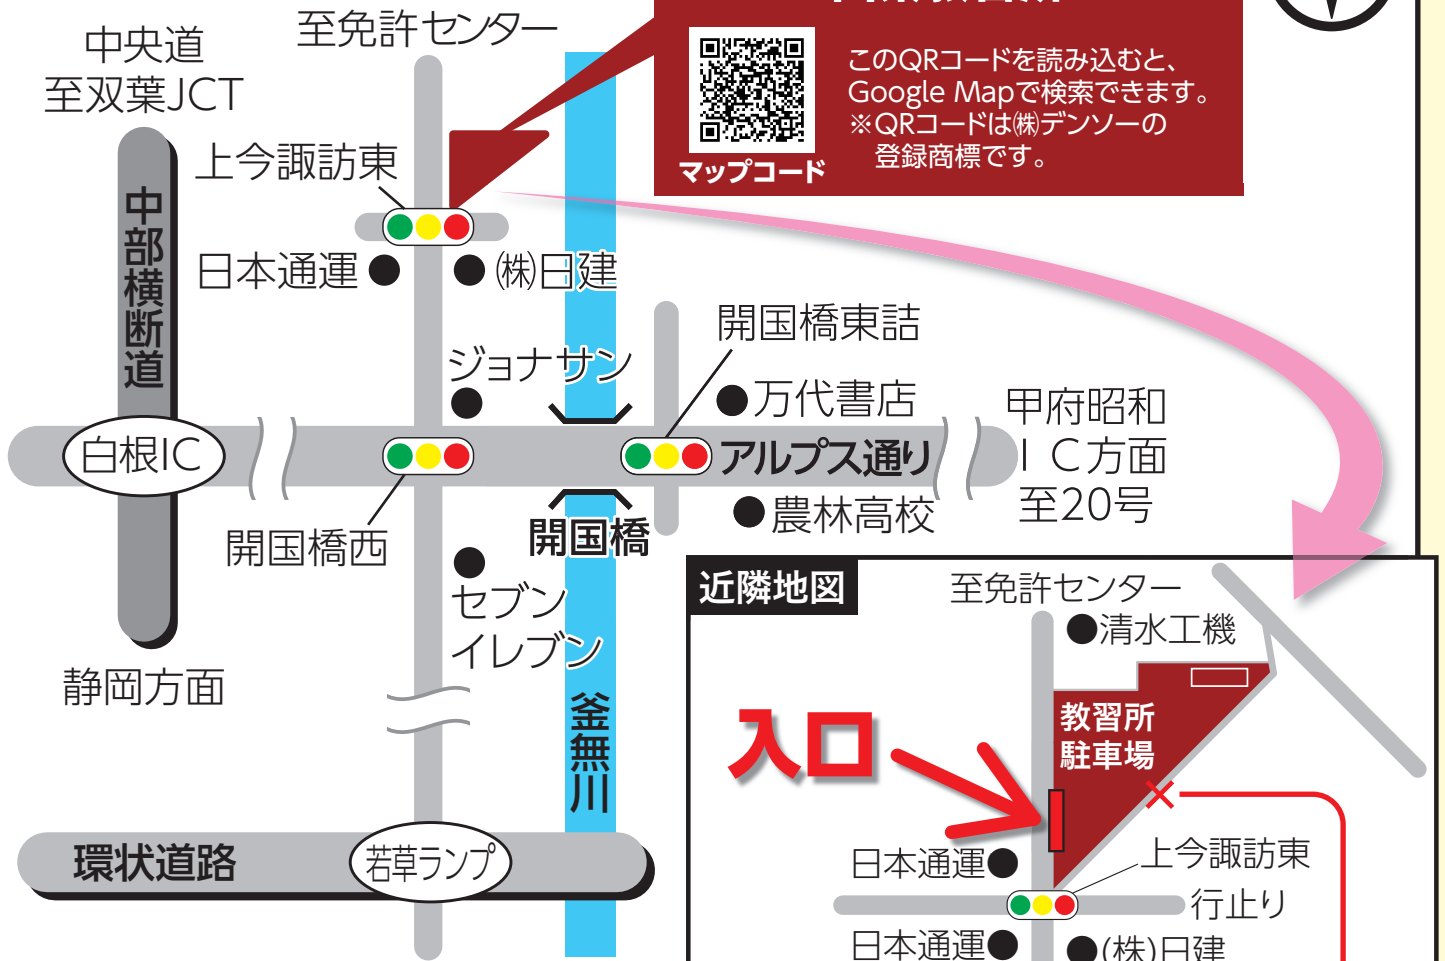 このQRコードを読み込むと、
Google Mapで検索できます。
※QRコードは㈱デンソーの
登録商標です。
マップコード
中央道
至双葉JCT
至免許センター
上今諏訪東
中部横断道
日本通運
㈱日建
開国橋東詰
ジョナサン
万代書店
甲府昭和
IC方面
至20号
白根IC
アルプス通り
開国橋西
開国橋
農林高校
セブン
イレブン
静岡方面
釜無川
環状道路
若草ランプ
近隣地図
至免許センター
清水工機
教習所
駐車場
入口
日本通運
上今諏訪東
行止り
日本通運
(株)日建